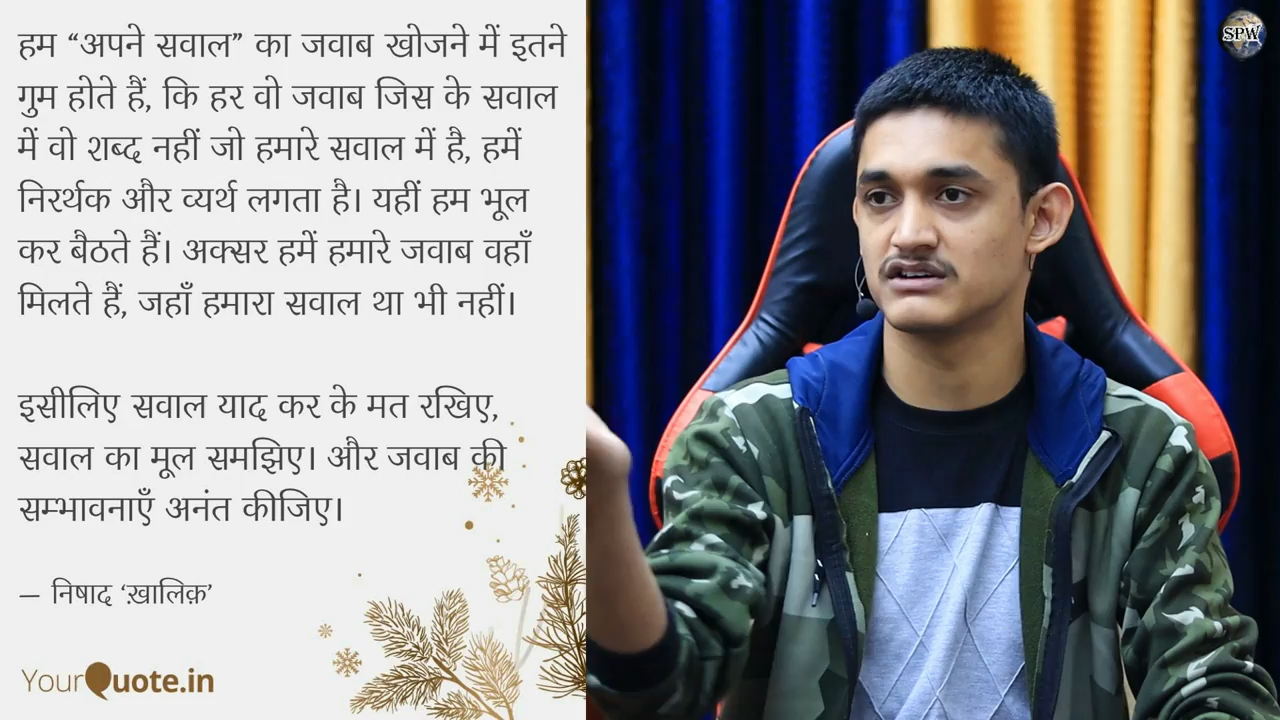 हम “अपने सवाल” का जवाब खोजने में इतने
गुम होते हैं, कि हर वो जवाब जिस के सवाल
में वो शब्द नहीं जो हमारे सवाल में है, हमें
निरर्थक और व्यर्थ लगता है। यहीं हम भूल
कर बैठते हैं। अक्सर हमें हमारे जवाब वहाँ
मिलते हैं, जहाँ हमारा सवाल था भी नहीं।
इसीलिए सवाल याद कर के मत रखिए,
सवाल का मूल समझिए। और जवाब की
सम्भावनाएँ अनंत कीजिए।
— निषाद ‘ख़ालिक़’
YourQuote.in
SPW